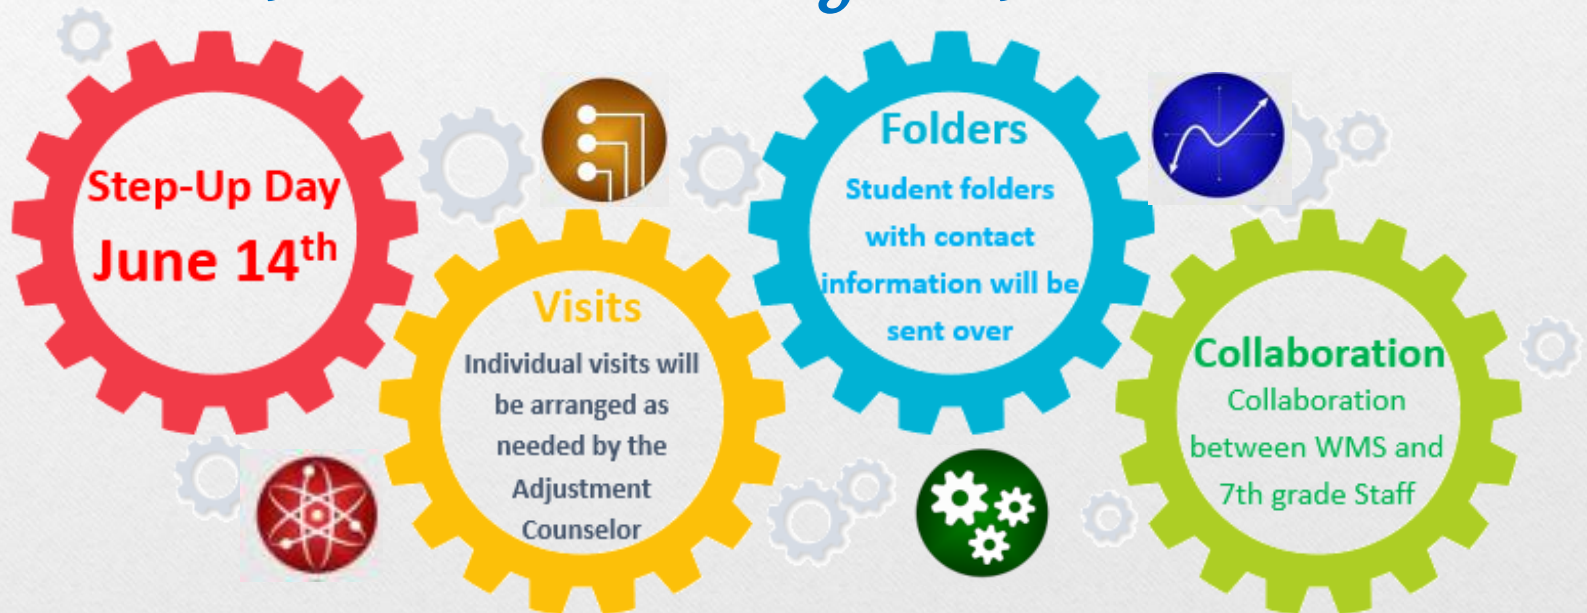 Step-Up Day
June 14th
Visits
Individual visits will
be arranged as
needed by the
Adjustment
Counselor
Folders
Student folders
with contact
information will be
sent over
Collaboration
Collaboration
between WMS and
7th grade Staff